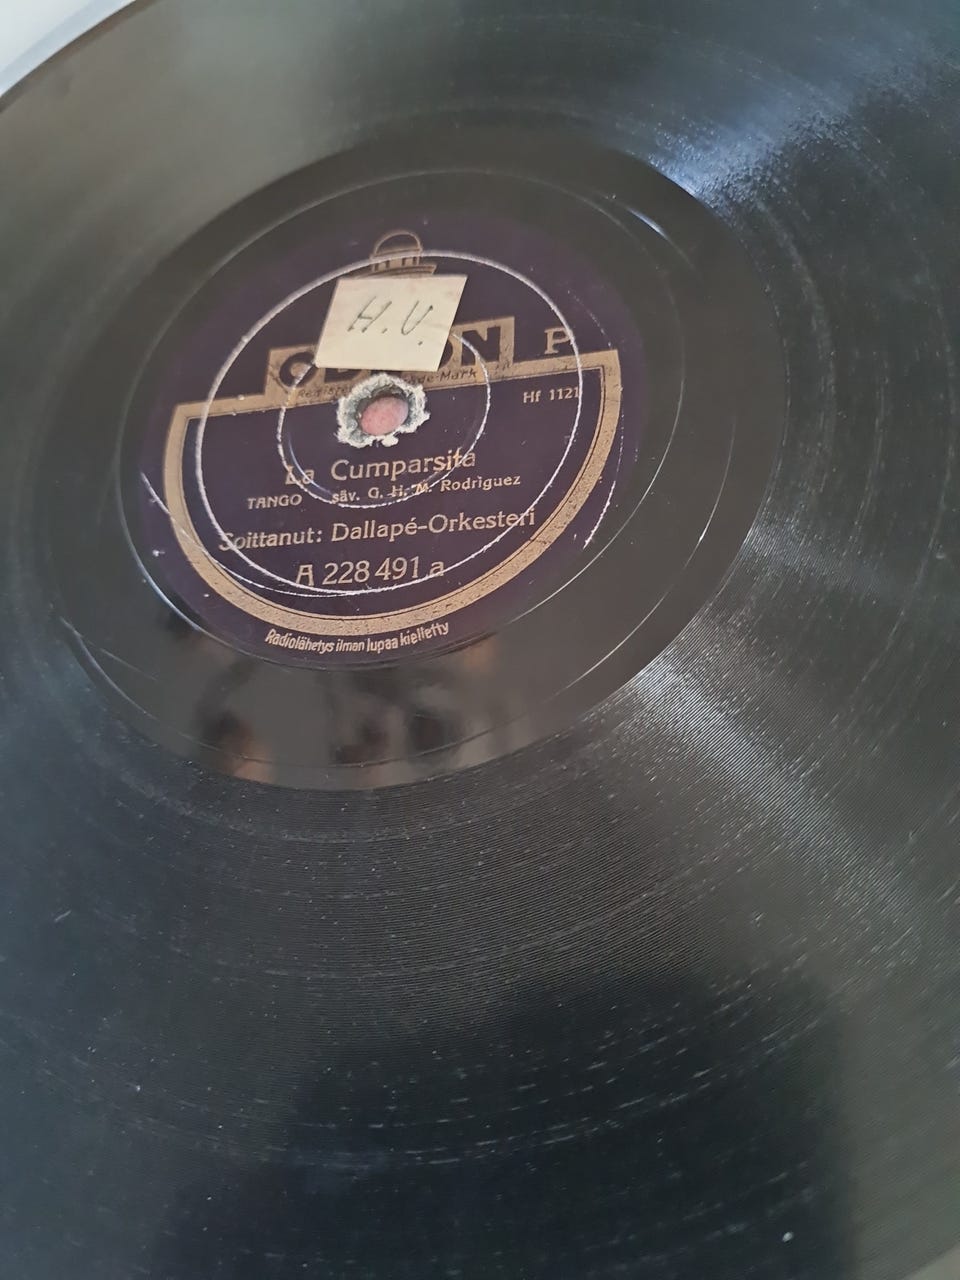 H.V.
P
Hf 1121
La Cumparsita
TANGO säv. G. H. M. Rodriguez
Soittanut: Dallapé-Orkesteri
A 228 491 a
Radiolähetys ilman lupaa kielletty